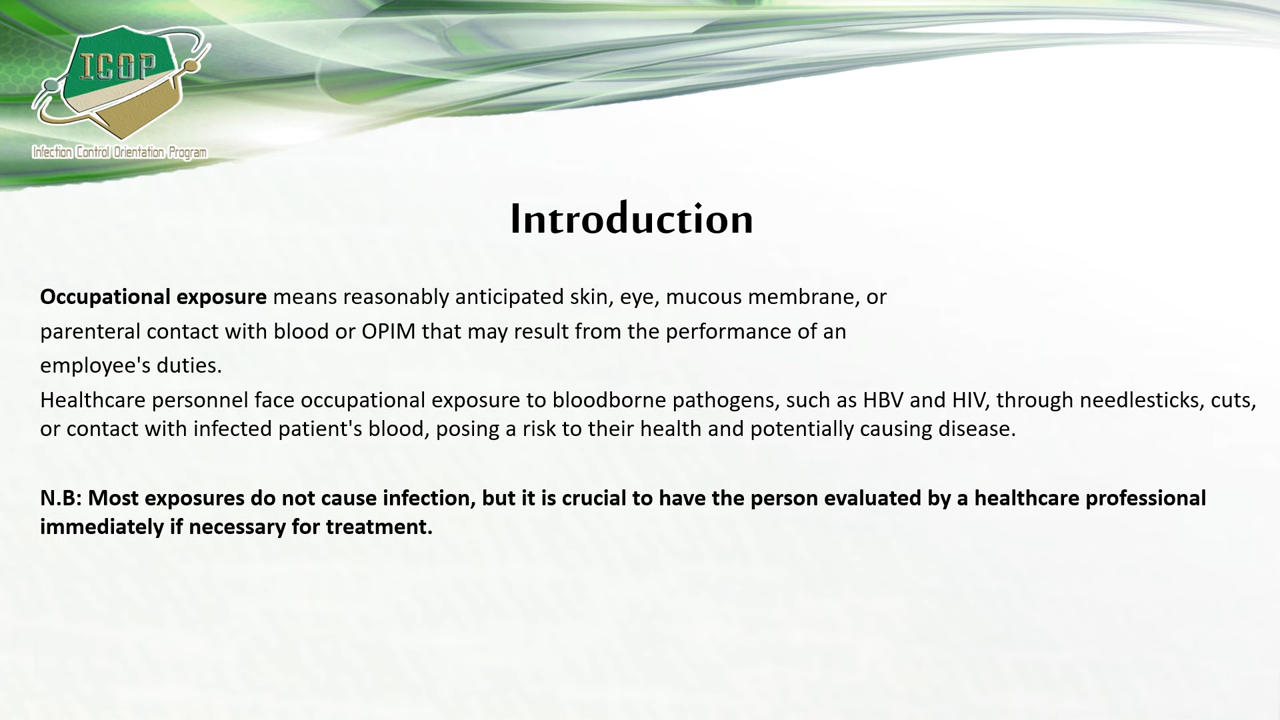 ICOP
Infection Control Orientation Program
Introduction
Occupational exposure means reasonably anticipated skin, eye, mucous membrane, or
parenteral contact with blood or OPIM that may result from the performance of an
employee's duties.
Healthcare personnel face occupational exposure to bloodborne pathogens, such as HBV and HIV, through needlesticks, cuts,
or contact with infected patient's blood, posing a risk to their health and potentially causing disease.
N.B: Most exposures do not cause infection, but it is crucial to have the person evaluated by a healthcare professional
immediately if necessary for treatment.